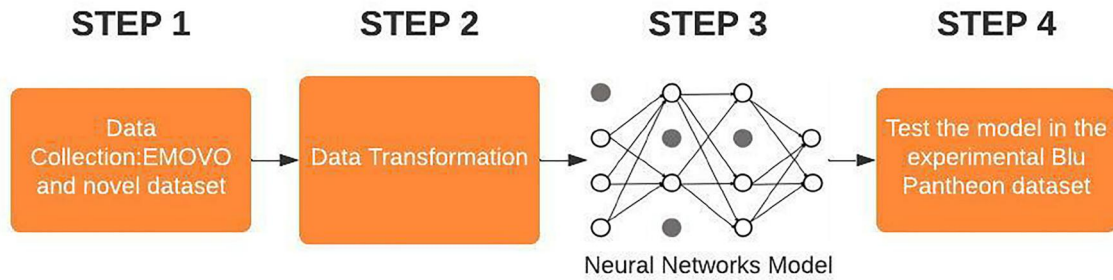 STEP 1
STEP 2
STEP 3
STEP 4
Data
Collection:EMOVO
and novel dataset
Data Transformation
Neural Networks Model
Test the model in the
experimental Blu
Pantheon dataset